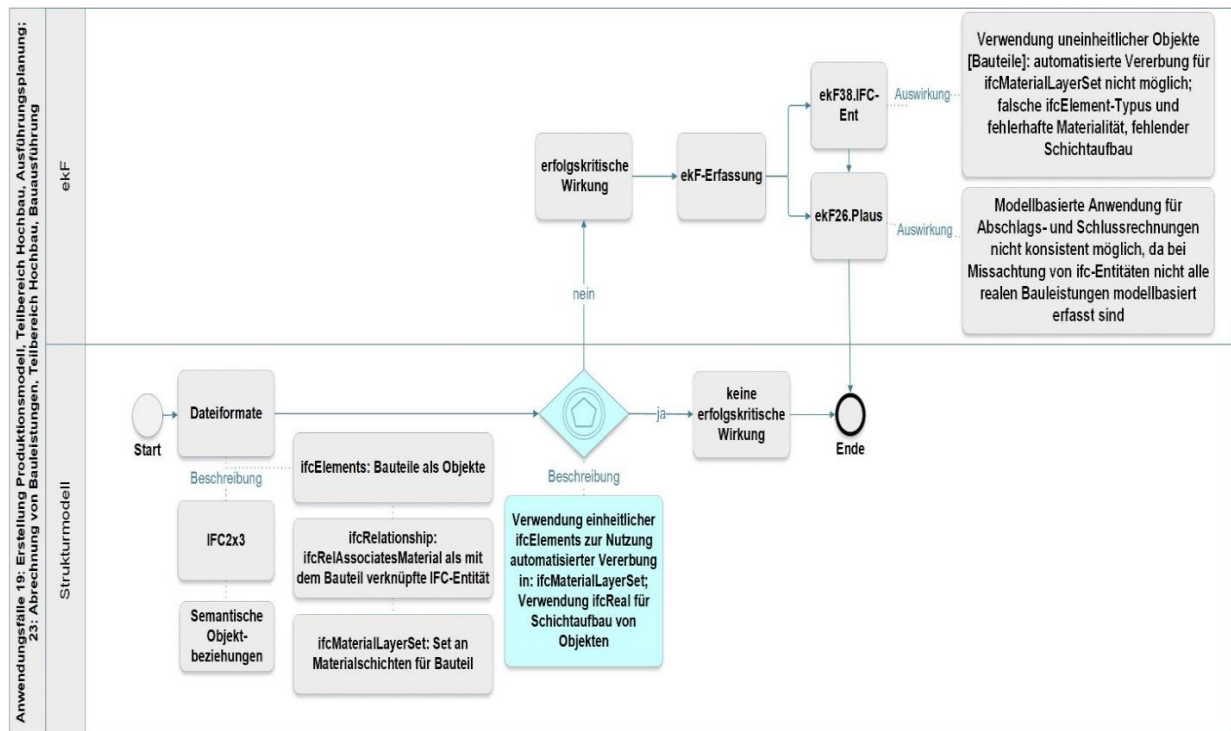 Anwendungsfälle 19: Erstellung Produktionsmodell, Teilbereich Hochbau, Ausführungsplanung;
23: Abrechnung von Bauleistungen, Teilbereich Hochbau, Bauausführung
ekF
Verwendung uneinheitlicher Objekte
[Bauteile]: automatisierte Vererbung für
ifcMaterialLayerSet nicht möglich;
falsche ifcElement-Typus und
fehlerhafte Materialität, fehlender
Schichtaufbau
ekF38.IFC-
Ent
Auswirkung
erfolgskritische
Wirkung
ekF-Erfassung
ekF26.Plaus
Auswirkung
Modellbasierte Anwendung für
Abschlags- und Schlussrechnungen
nicht konsistent möglich, da bei
Missachtung von ifc-Entitäten nicht alle
realen Bauleistungen modellbasiert
erfasst sind
nein
Strukturmodell
Start
Dateiformate
ja
keine
erfolgskritische
Wirkung
Ende
Beschreibung
ifcElements: Bauteile als Objekte
IFC2x3
ifcRelationship:
ifcRelAssociatesMaterial als mit
dem Bauteil verknüpfte IFC-Entität
Semantische
Objekt-
beziehungen
ifcMaterialLayerSet: Set an
Materialschichten für Bauteil
Beschreibung
Verwendung einheitlicher
ifcElements zur Nutzung
automatisierter Vererbung
in: ifcMaterialLayerSet;
Verwendung ifcReal für
Schichtaufbau von
Objekten